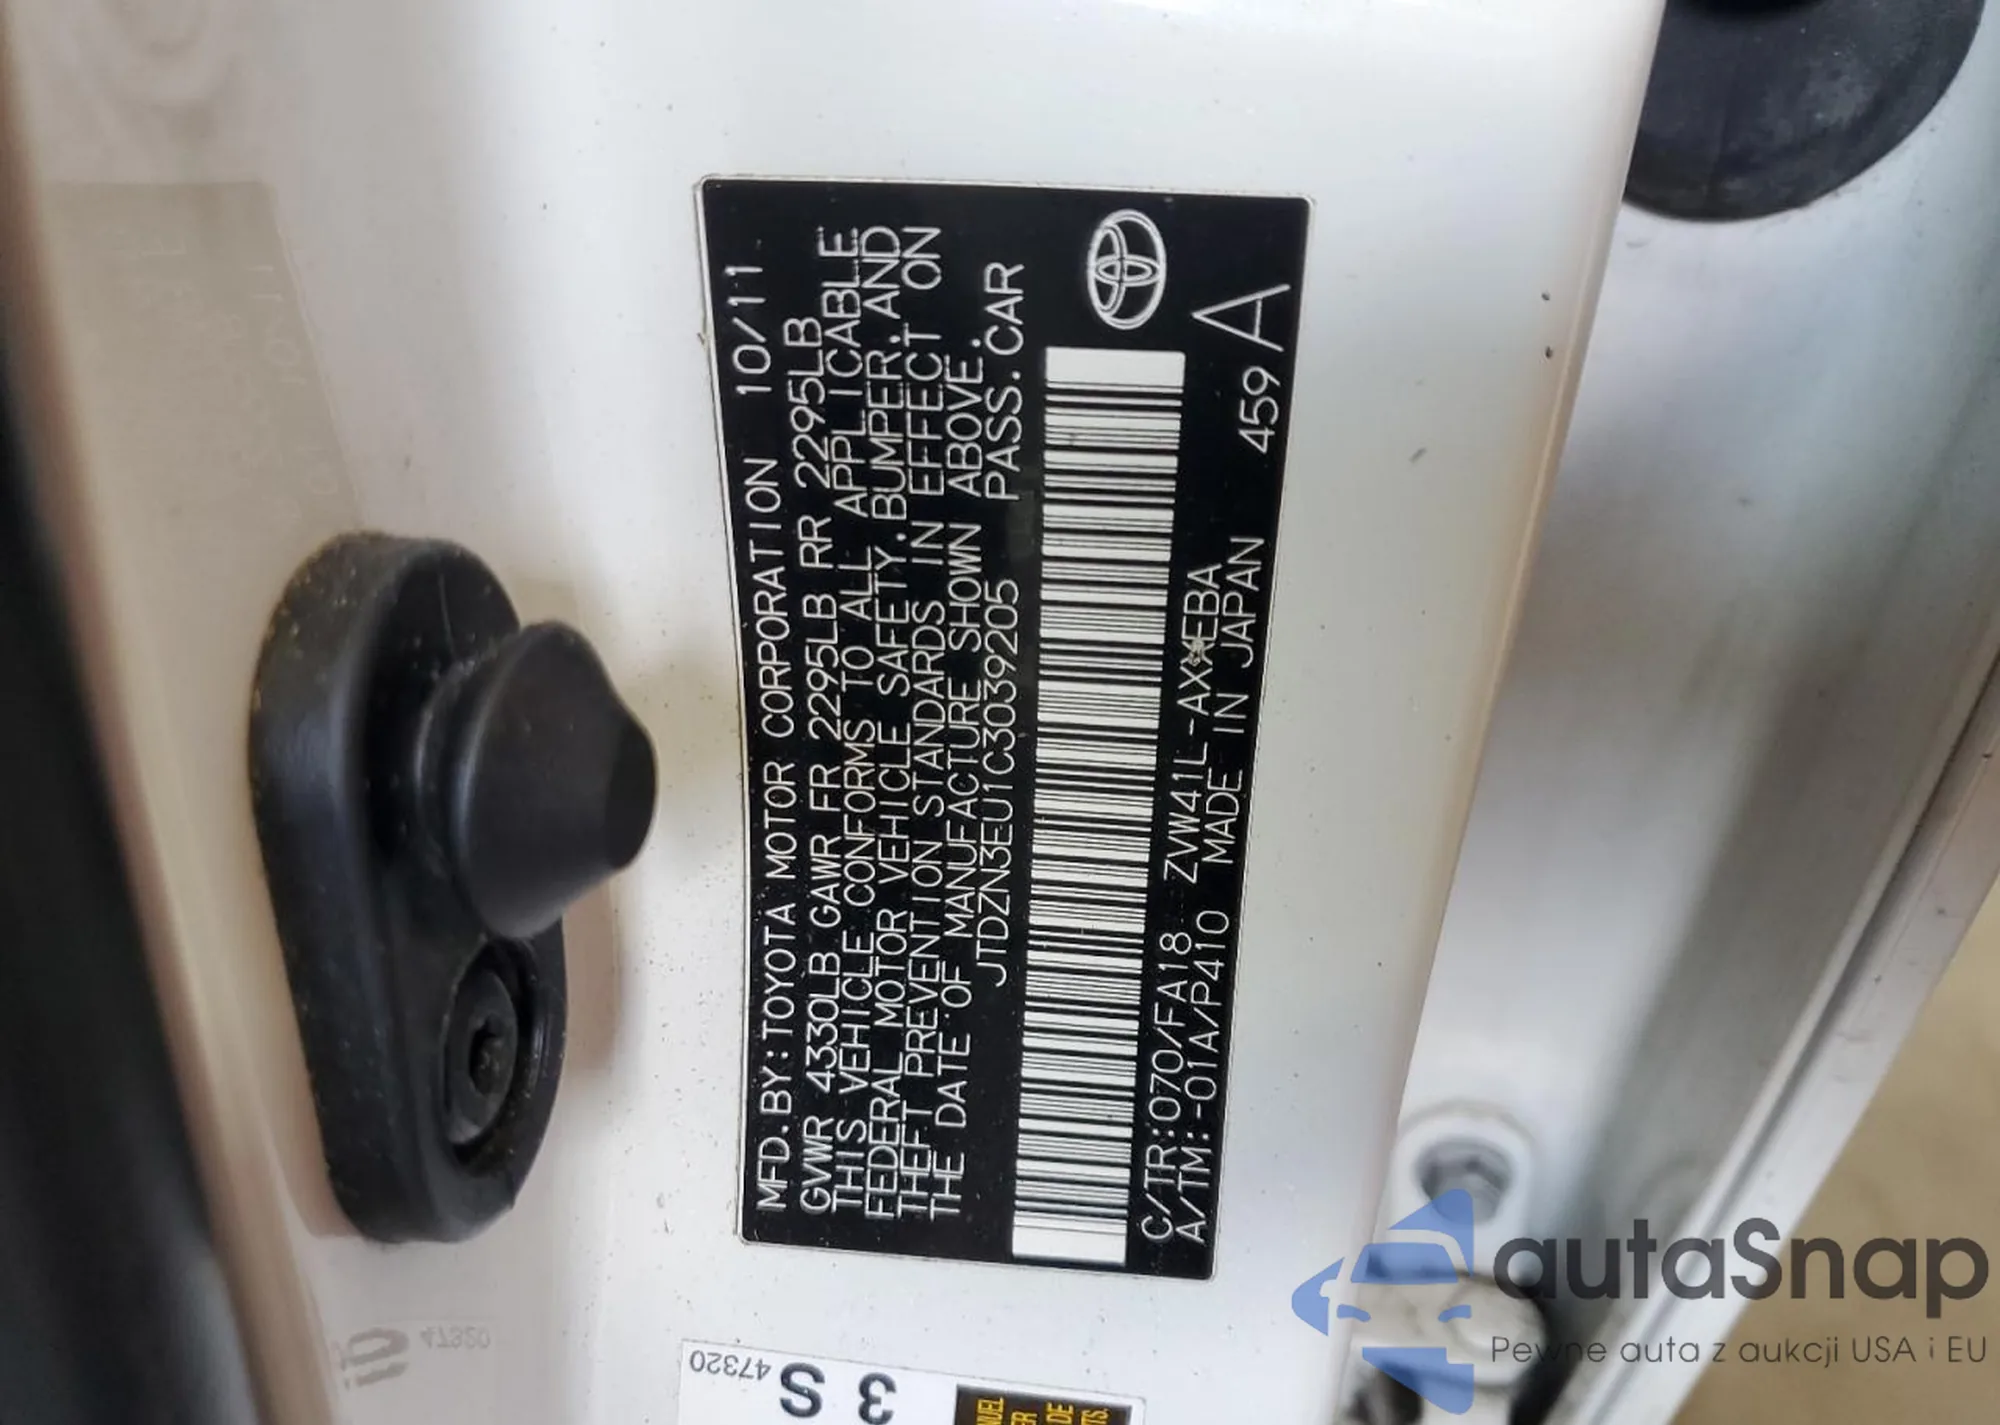 MFD.BY:TOYOTA MOTOR CORPORATION 10/11
GVWR 4330LB GAWR FR 2295LB RR 2295LB
THIS VEHICLE CONFORMS TO ALL APPLICABLE
FEDERAL MOTOR VEHICLE SAFETY,BUMPER,AND
THEFT PREVENTION STANDARDS IN EFFECT ON
THE DATE OF MANUFACTURE SHOWN ABOVE.
JTDZN3EU1C3039205 PASS.CAR
C/TR:070/FA18 ZVW41L-AXXEBA
A/TM:-01A/P410 MADE IN JAPAN 459 A
47320
3 S
autaSnap
Pewne auta z aukcji USA i EU